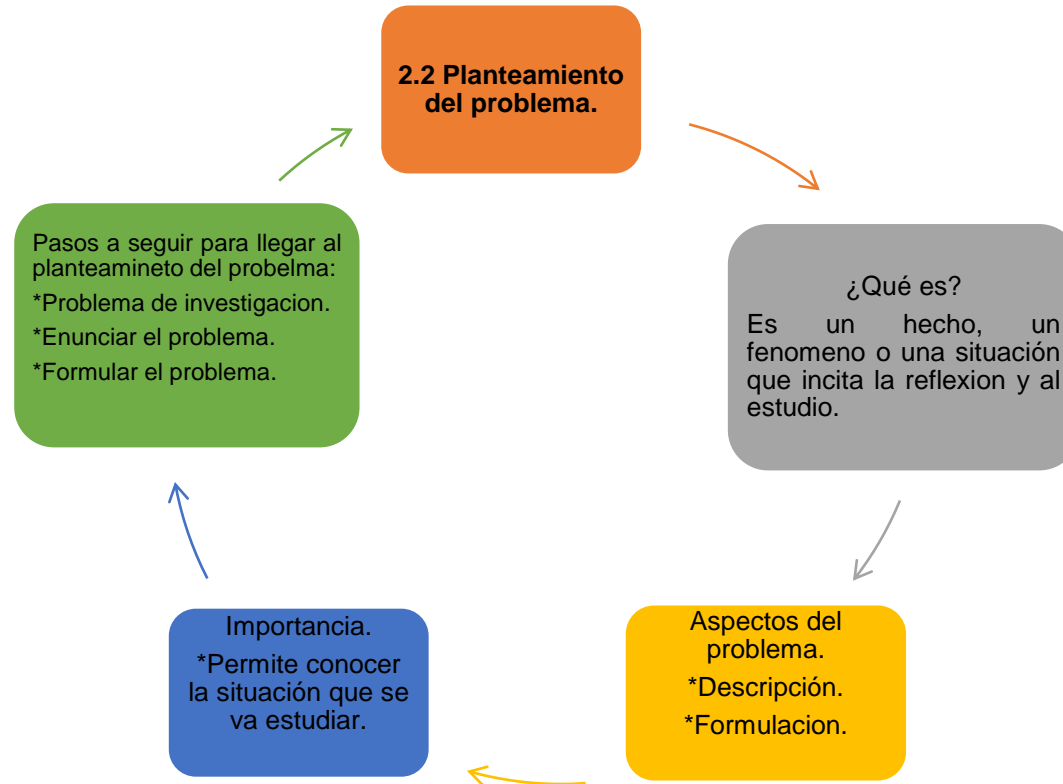 2.2 Planteamiento
del problema.
¿Qué es?
Es un hecho, un
fenomeno o una situación
que incita la reflexion y al
estudio.
Aspectos del
problema.
*Descripción.
*Formulacion.
Importancia.
*Permite conocer
la situación que se
va estudiar.
Pasos a seguir para llegar al
planteamineto del probelma:
*Problema de investigacion.
*Enunciar el problema.
*Formular el problema.